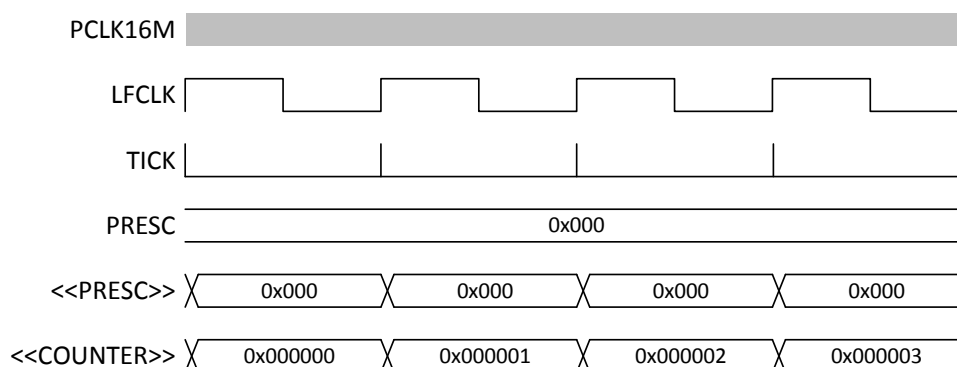 PCLK16M
LFCLK
TICK
PRESC 0x000
<<PRESC>> 0x000 0x000 0x000 0x000
<<COUNTER>> 0x000000 0x000001 0x000002 0x000003